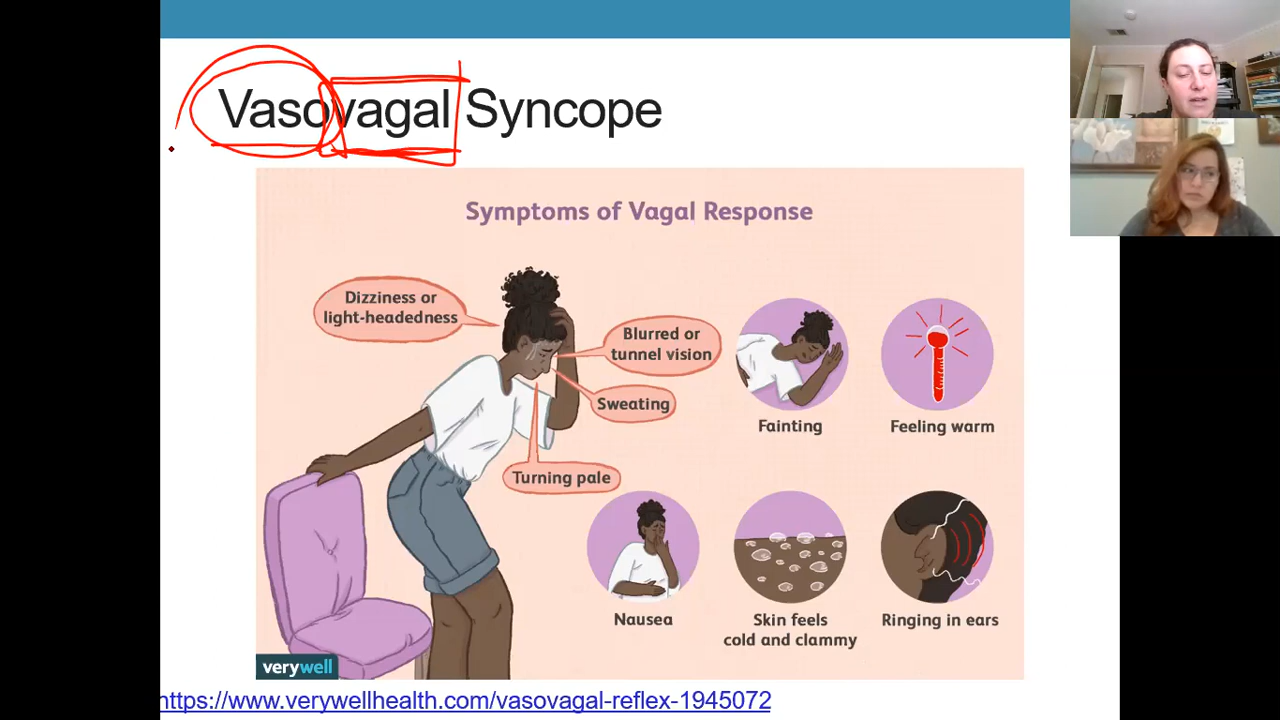 Vasovagal Syncope
Symptoms of Vagal Response
Dizziness or
light-headedness
Blurred or
tunnel vision
Sweating
Turning pale
Fainting
Feeling warm
Nausea
Skin feels
cold and clammy
Ringing in ears
verywell
https://www.verywellhealth.com/vasovagal-reflex-1945072